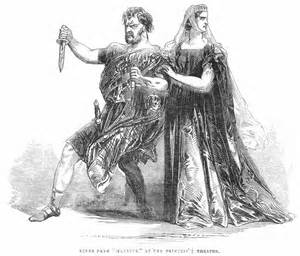 SCENE FROM "MACBETH," AT THE PRINCESS'S THEATRE.